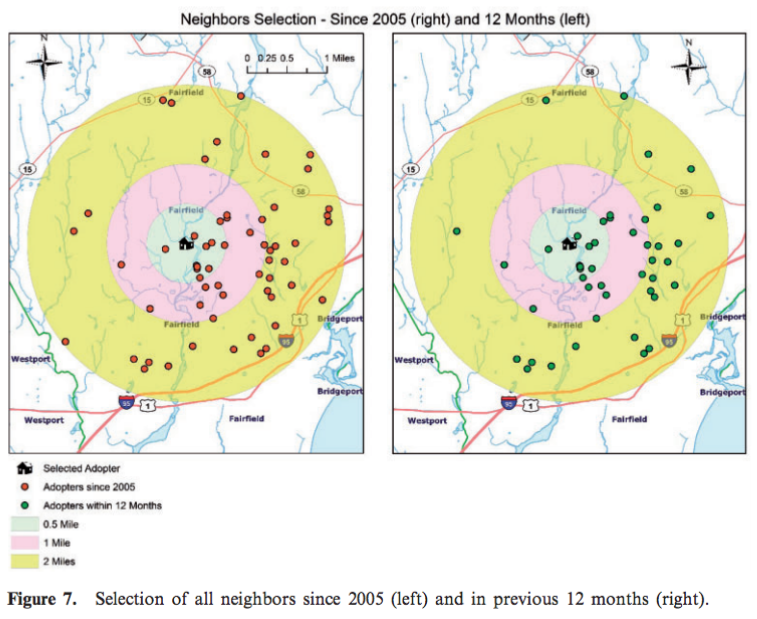 Neighbors Selection - Since 2005 (right) and 12 Months (left)
N
0 0.25 0.5 1 Miles
58
Fairfield
15
15
58
Fairfield
Fairfield
1
95
Bridgeport
Westport
Bridgeport
95
1
Westport
Fairfield
N
58
Fairfield
15
15
58
Fairfield
Fairfield
1
95
Bridgeport
Westport
Bridgeport
95
1
Westport
Fairfield
Selected Adopter
Adopters since 2005
Adopters within 12 Months
0.5 Mile
1 Mile
2 Miles
Figure 7. Selection of all neighbors since 2005 (left) and in previous 12 months (right).